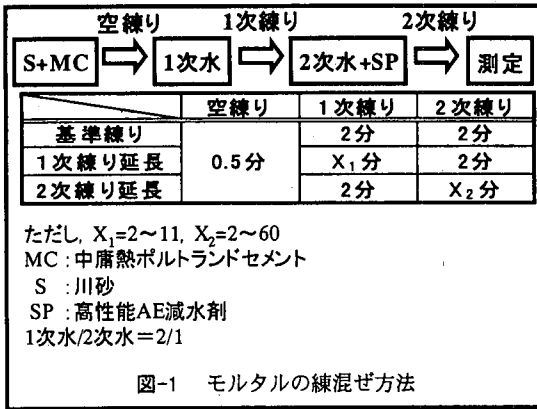 空練り 1次練り 2次練り
S+MC 1次水 2次水+SP 測定
空練り 1次練り 2次練り
基準練り 0.5分 2分 2分
1次練り延長 X₁分 2分
2次練り延長 2分 X₂分
ただし, X₁=2～11, X₂=2～60
MC：中庸熱ポルトランドセメント
S：川砂
SP：高性能AE減水剤
1次水/2次水＝2/1
図-1 モルタルの練混ぜ方法